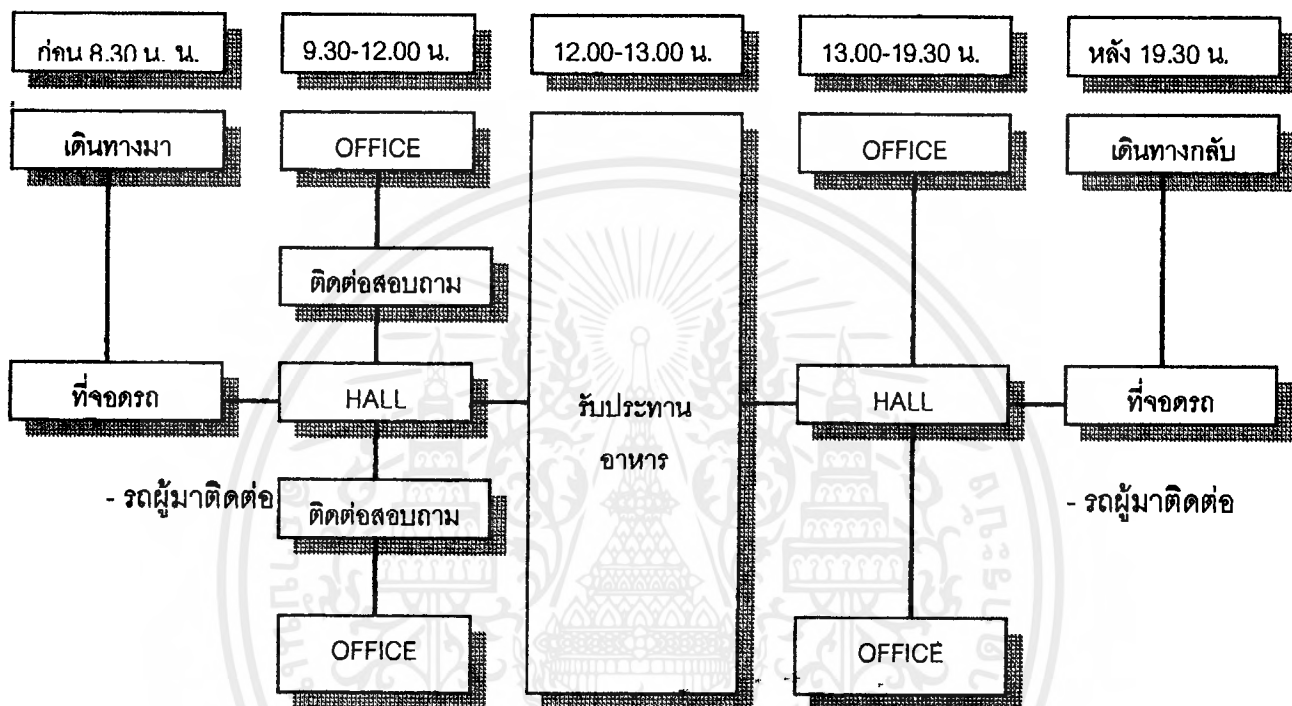 ก่อน 8.30 น. น.
9.30-12.00 น.
12.00-13.00 น.
13.00-19.30 น.
หลัง 19.30 น.
เดินทางมา
OFFICE
OFFICE
เดินทางกลับ
ติดต่อสอบถาม
ที่จอดรถ
HALL
รับประทาน
อาหาร
HALL
ที่จอดรถ
- รถผู้มาติดต่อ
ติดต่อสอบถาม
- รถผู้มาติดต่อ
OFFICE
OFFICE